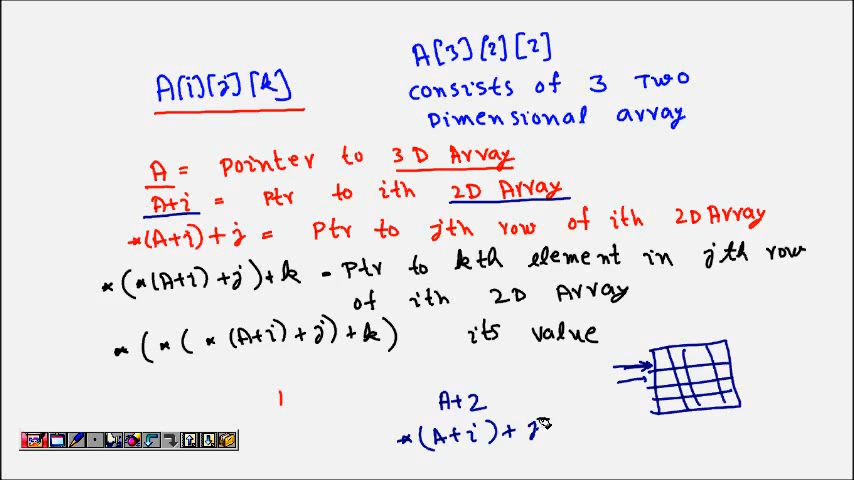 A[3][2][2]
A[i][j][k]
consists of 3 Two
Dimensional array
A = Pointer to 3D Array
A+i = Ptr to ith 2D Array
*(A+i)+j = Ptr to jth row of ith 2D Array
*(*(A+i)+j)+k - Ptr to kth element in jth row
of ith 2D Array
*(*(*(A+i)+j)+k) its value
A+2
*(A+i)+j